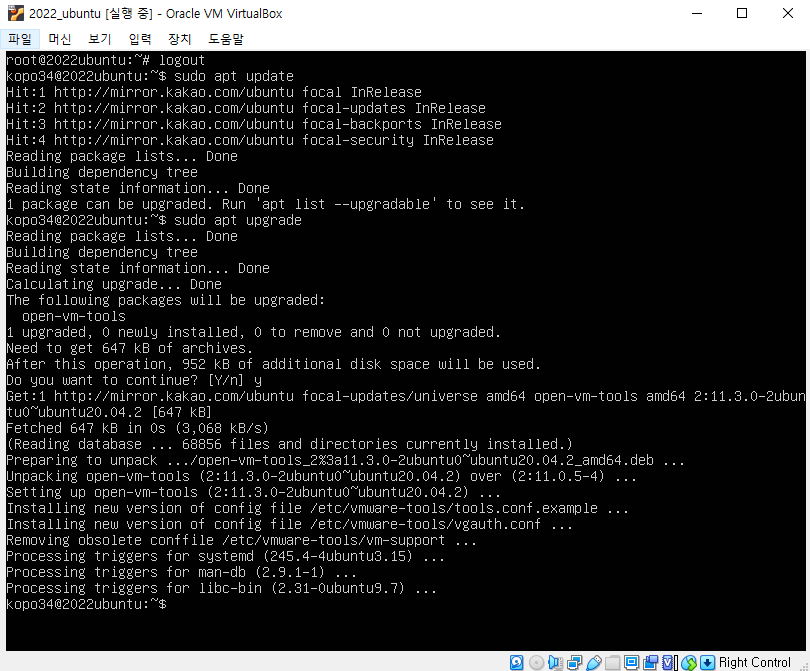 2022_ubuntu [실행 중] - Oracle VM VirtualBox
파일 머신 보기 입력 장치 도움말
root@2022ubuntu:~# logout
kopo34@2022ubuntu:~$ sudo apt update
Hit:1 http://mirror.kakao.com/ubuntu focal InRelease
Hit:2 http://mirror.kakao.com/ubuntu focal-updates InRelease
Hit:3 http://mirror.kakao.com/ubuntu focal-backports InRelease
Hit:4 http://mirror.kakao.com/ubuntu focal-security InRelease
Reading package lists... Done
Building dependency tree
Reading state information... Done
1 package can be upgraded. Run 'apt list --upgradable' to see it.
kopo34@2022ubuntu:~$ sudo apt upgrade
Reading package lists... Done
Building dependency tree
Reading state information... Done
Calculating upgrade... Done
The following packages will be upgraded:
  open-vm-tools
1 upgraded, 0 newly installed, 0 to remove and 0 not upgraded.
Need to get 647 kB of archives.
After this operation, 952 kB of additional disk space will be used.
Do you want to continue? [Y/n] y
Get:1 http://mirror.kakao.com/ubuntu focal-updates/universe amd64 open-vm-tools amd64 2:11.3.0-2ubun
tu0~ubuntu20.04.2 [647 kB]
Fetched 647 kB in 0s (3,068 kB/s)
(Reading database ... 68856 files and directories currently installed.)
Preparing to unpack .../open-vm-tools_2%3a11.3.0-2ubuntu0~ubuntu20.04.2_amd64.deb ...
Unpacking open-vm-tools (2:11.3.0-2ubuntu0~ubuntu20.04.2) over (2:11.0.5-4) ...
Setting up open-vm-tools (2:11.3.0-2ubuntu0~ubuntu20.04.2) ...
Installing new version of config file /etc/vmware-tools/tools.conf.example ...
Installing new version of config file /etc/vmware-tools/vgauth.conf ...
Removing obsolete conffile /etc/vmware-tools/vm-support ...
Processing triggers for systemd (245.4-4ubuntu3.15) ...
Processing triggers for man-db (2.9.1-1) ...
Processing triggers for libc-bin (2.31-0ubuntu9.7) ...
kopo34@2022ubuntu:~$
Right Control